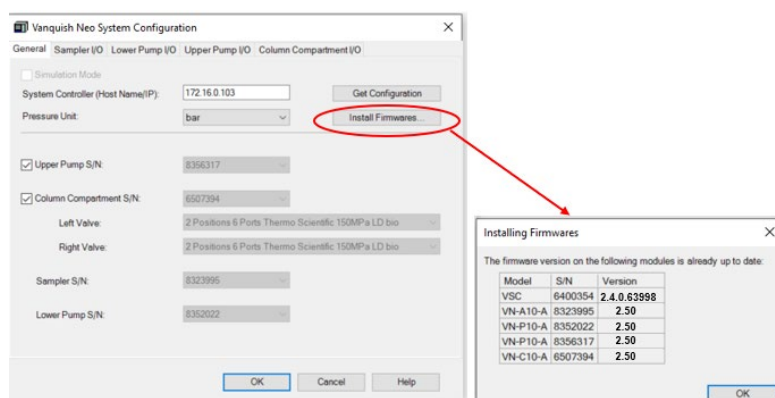 Vanquish Neo System Configuration
General Sampler I/O Lower Pump I/O Upper Pump I/O Column Compartment I/O
Simulation Mode
System Controller (Host Name/IP): 172.16.0.103 Get Configuration
Pressure Unit: bar Install Firmwares...
Upper Pump S/N: 8356317
Column Compartment S/N: 6507394
Left Valve: 2 Positions 6 Ports Thermo Scientific 150MPa LD bio
Right Valve: 2 Positions 6 Ports Thermo Scientific 150MPa LD bio
Sampler S/N: 8323995
Lower Pump S/N: 8352022
OK Cancel Help
Installing Firmwares
The firmware version on the following modules is already up to date:
Model S/N Version
VSC 6400354 2.4.0.63998
VN-A10-A 8323995 2.50
VN-P10-A 8352022 2.50
VN-P10-A 8356317 2.50
VN-C10-A 6507394 2.50
OK